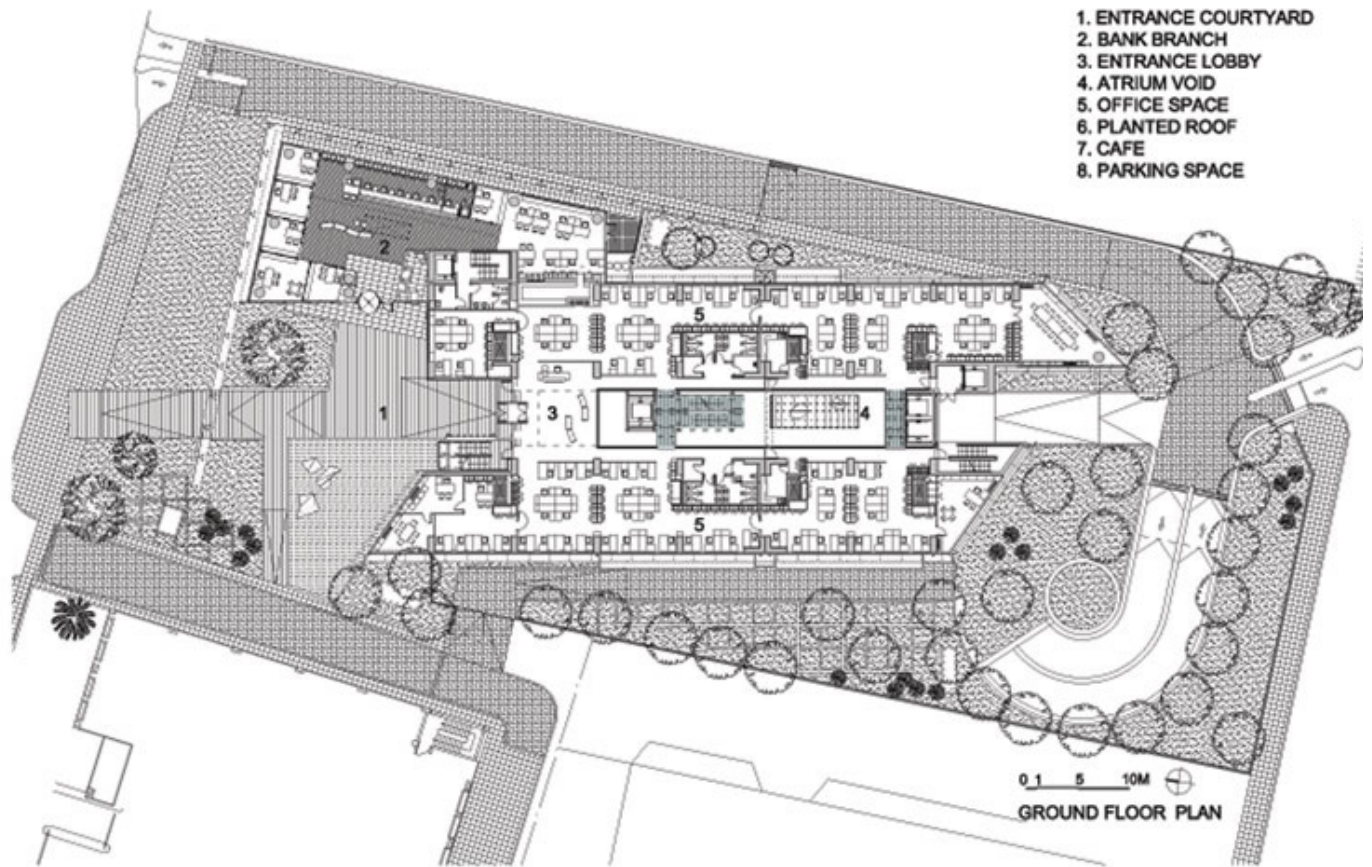 1. ENTRANCE COURTYARD
2. BANK BRANCH
3. ENTRANCE LOBBY
4. ATRIUM VOID
5. OFFICE SPACE
6. PLANTED ROOF
7. CAFE
8. PARKING SPACE
2
5
1
3
4
5
0 1 5 10M
GROUND FLOOR PLAN